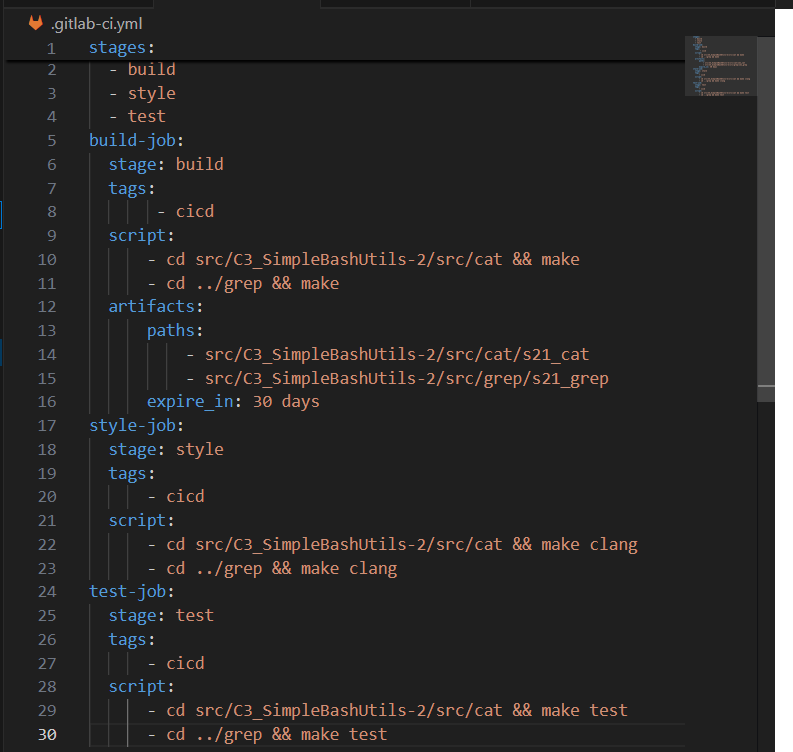 .gitlab-ci.yml
1 stages:
2   - build
3   - style
4   - test
5 build-job:
6   stage: build
7   tags:
8        - cicd
9   script:
10       - cd src/C3_SimpleBashUtils-2/src/cat && make
11       - cd ../grep && make
12   artifacts:
13       paths:
14           - src/C3_SimpleBashUtils-2/src/cat/s21_cat
15           - src/C3_SimpleBashUtils-2/src/grep/s21_grep
16       expire_in: 30 days
17 style-job:
18   stage: style
19   tags:
20       - cicd
21   script:
22       - cd src/C3_SimpleBashUtils-2/src/cat && make clang
23       - cd ../grep && make clang
24 test-job:
25   stage: test
26   tags:
27       - cicd
28   script:
29       - cd src/C3_SimpleBashUtils-2/src/cat && make test
30       - cd ../grep && make test